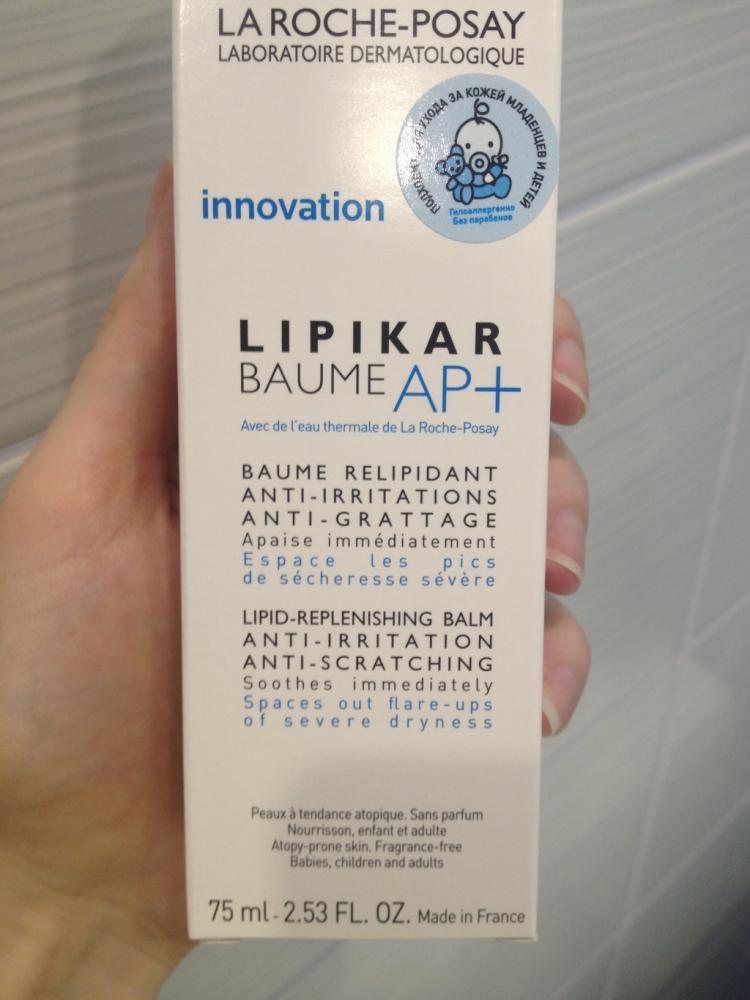 LA ROCHE-POSAY
LABORATOIRE DERMATOLOGIQUE
УХОДА ЗА КОЖЕЙ МЛАДЕНЦЕВ И ДЕТЕЙ
Гипоаллергенно
Без парабенов
innovation
LIPIKAR
BAUME AP+
Avec de l'eau thermale de La Roche-Posay
BAUME RELIPIDANT
ANTI-IRRITATIONS
ANTI-GRATTAGE
Apaise immédiatement
Espace les pics
de sécheresse sévère
LIPID-REPLENISHING BALM
ANTI-IRRITATION
ANTI-SCRATCHING
Soothes immediately
Spaces out flare-ups
of severe dryness
Peaux à tendance atopique. Sans parfum
Nourrisson, enfant et adulte
Atopy-prone skin. Fragrance-free
Babies, children and adults
75 ml - 2.53 FL. OZ. Made in France